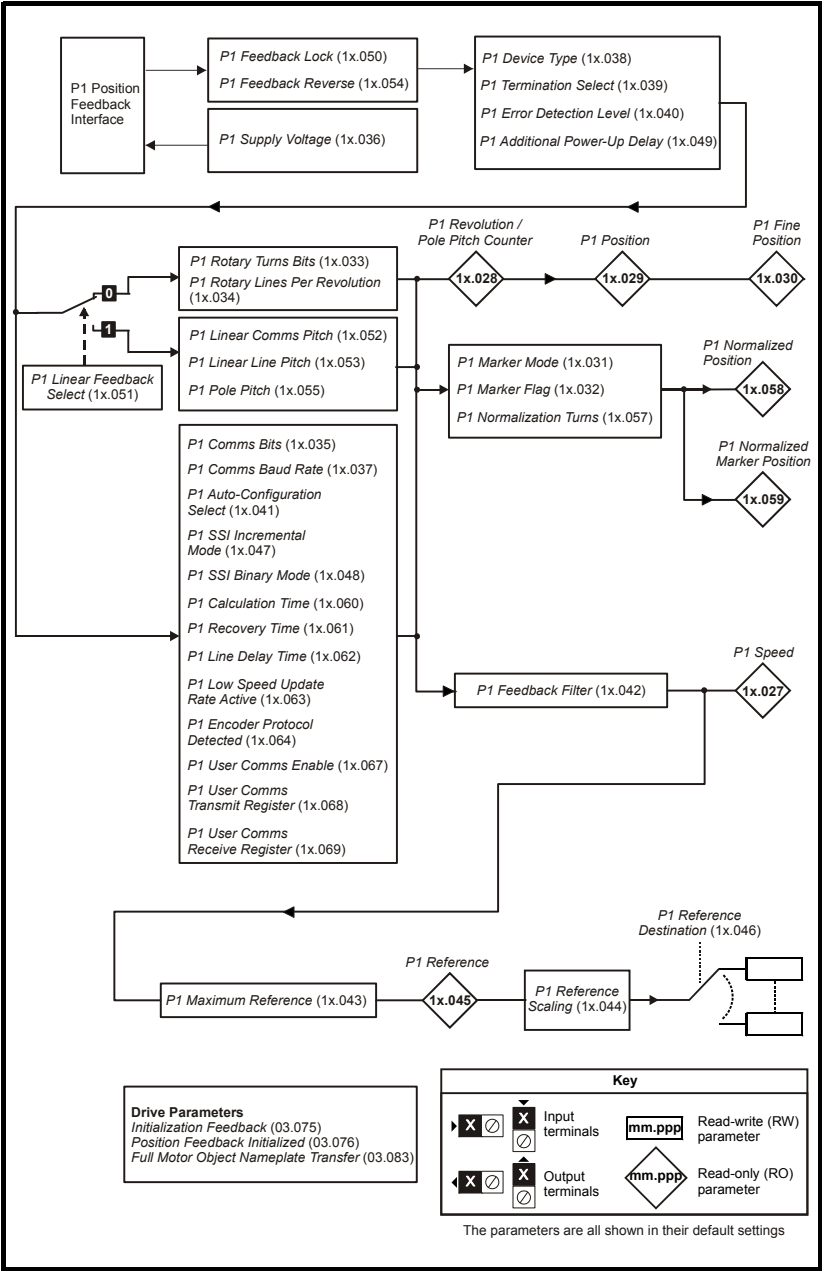 P1 Position
Feedback
Interface
P1 Feedback Lock (1x.050)
P1 Feedback Reverse (1x.054)
P1 Supply Voltage (1x.036)
P1 Device Type (1x.038)
P1 Termination Select (1x.039)
P1 Error Detection Level (1x.040)
P1 Additional Power-Up Delay (1x.049)
P1 Revolution /
Pole Pitch Counter
1x.028
P1 Position
1x.029
P1 Fine
Position
1x.030
0
1
P1 Linear Feedback
Select (1x.051)
P1 Rotary Turns Bits (1x.033)
P1 Rotary Lines Per Revolution
(1x.034)
P1 Linear Comms Pitch (1x.052)
P1 Linear Line Pitch (1x.053)
P1 Pole Pitch (1x.055)
P1 Marker Mode (1x.031)
P1 Marker Flag (1x.032)
P1 Normalization Turns (1x.057)
P1 Normalized
Position
1x.058
P1 Normalized
Marker Position
1x.059
P1 Comms Bits (1x.035)
P1 Comms Baud Rate (1x.037)
P1 Auto-Configuration
Select (1x.041)
P1 SSI Incremental
Mode (1x.047)
P1 SSI Binary Mode (1x.048)
P1 Calculation Time (1x.060)
P1 Recovery Time (1x.061)
P1 Line Delay Time (1x.062)
P1 Low Speed Update
Rate Active (1x.063)
P1 Encoder Protocol
Detected (1x.064)
P1 User Comms Enable (1x.067)
P1 User Comms
Transmit Register (1x.068)
P1 User Comms
Receive Register (1x.069)
P1 Feedback Filter (1x.042)
P1 Speed
1x.027
P1 Maximum Reference (1x.043)
P1 Reference
1x.045
P1 Reference
Scaling (1x.044)
P1 Reference
Destination (1x.046)
Drive Parameters
Initialization Feedback (03.075)
Position Feedback Initialized (03.076)
Full Motor Object Nameplate Transfer (03.083)
Key
X
X
Input
terminals
mm.ppp
Read-write (RW)
parameter
X
X
Output
terminals
mm.ppp
Read-only (RO)
parameter
The parameters are all shown in their default settings